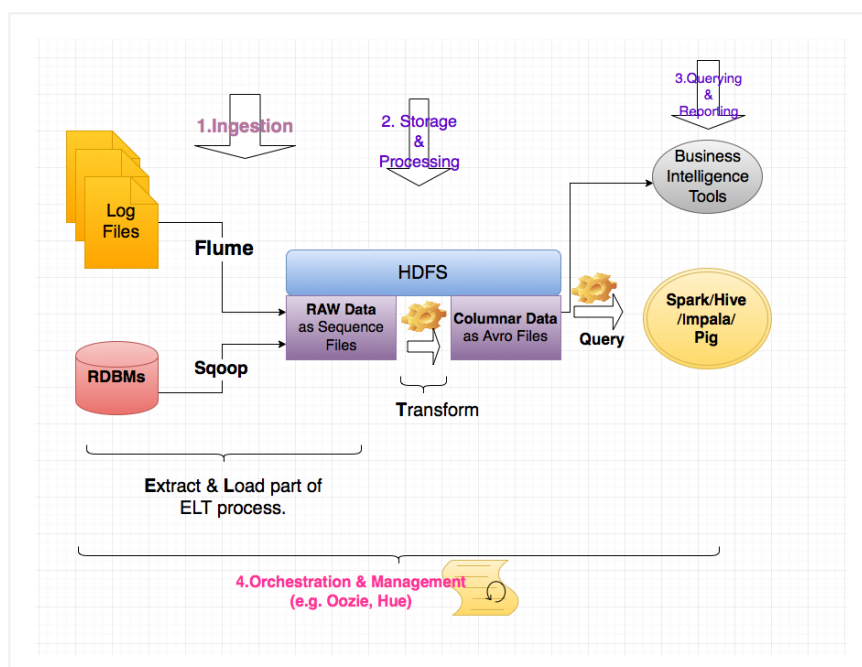 1.Ingestion
2. Storage
&
Processing
3.Querying
&
Reporting
Business
Intelligence
Tools
Log
Files
Flume
HDFS
RAW Data
as Sequence
Files
Columnar Data
as Avro Files
Query
Spark/Hive
/Impala/
Pig
RDBMs
Sqoop
Transform
Extract & Load part of
ELT process.
4.Orchestration & Management
(e.g. Oozie, Hue)